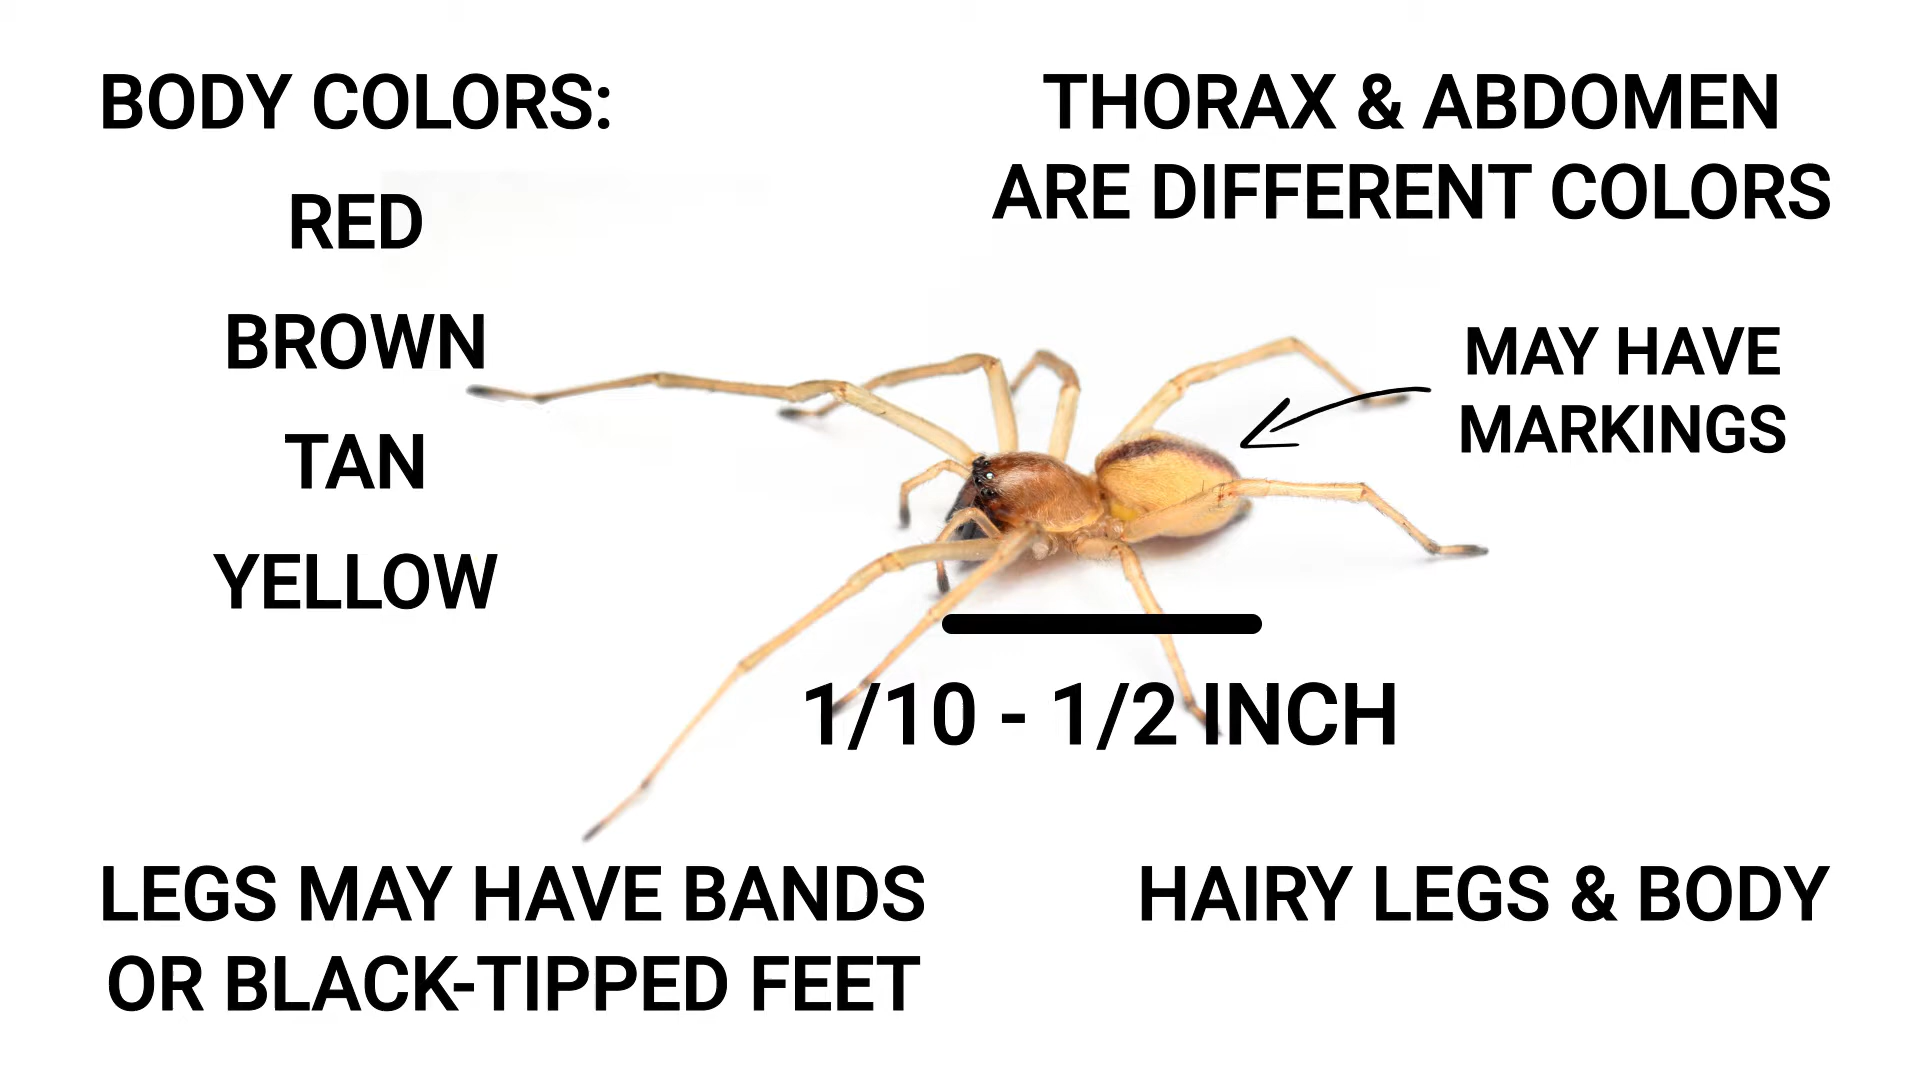 BODY COLORS:
RED
BROWN
TAN
YELLOW
THORAX & ABDOMEN
ARE DIFFERENT COLORS
MAY HAVE
MARKINGS
1/10 - 1/2 INCH
LEGS MAY HAVE BANDS
OR BLACK-TIPPED FEET
HAIRY LEGS & BODY